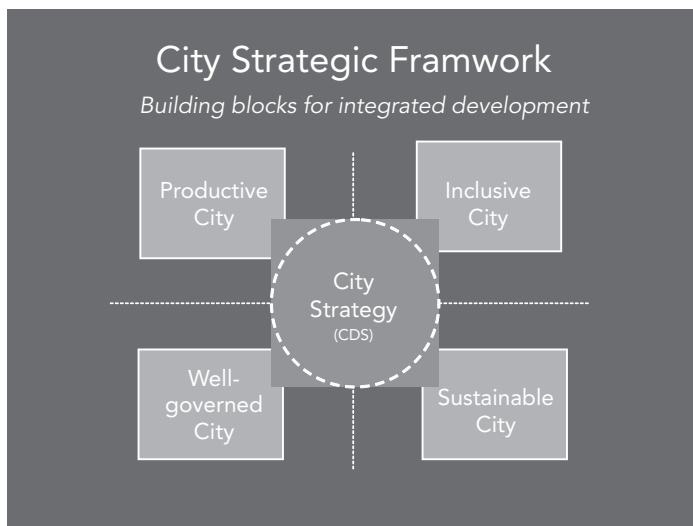 City Strategic Framwork
Building blocks for integrated development
Productive
City
Inclusive
City
City
Strategy
(CDS)
Well-
governed
City
Sustainable
City